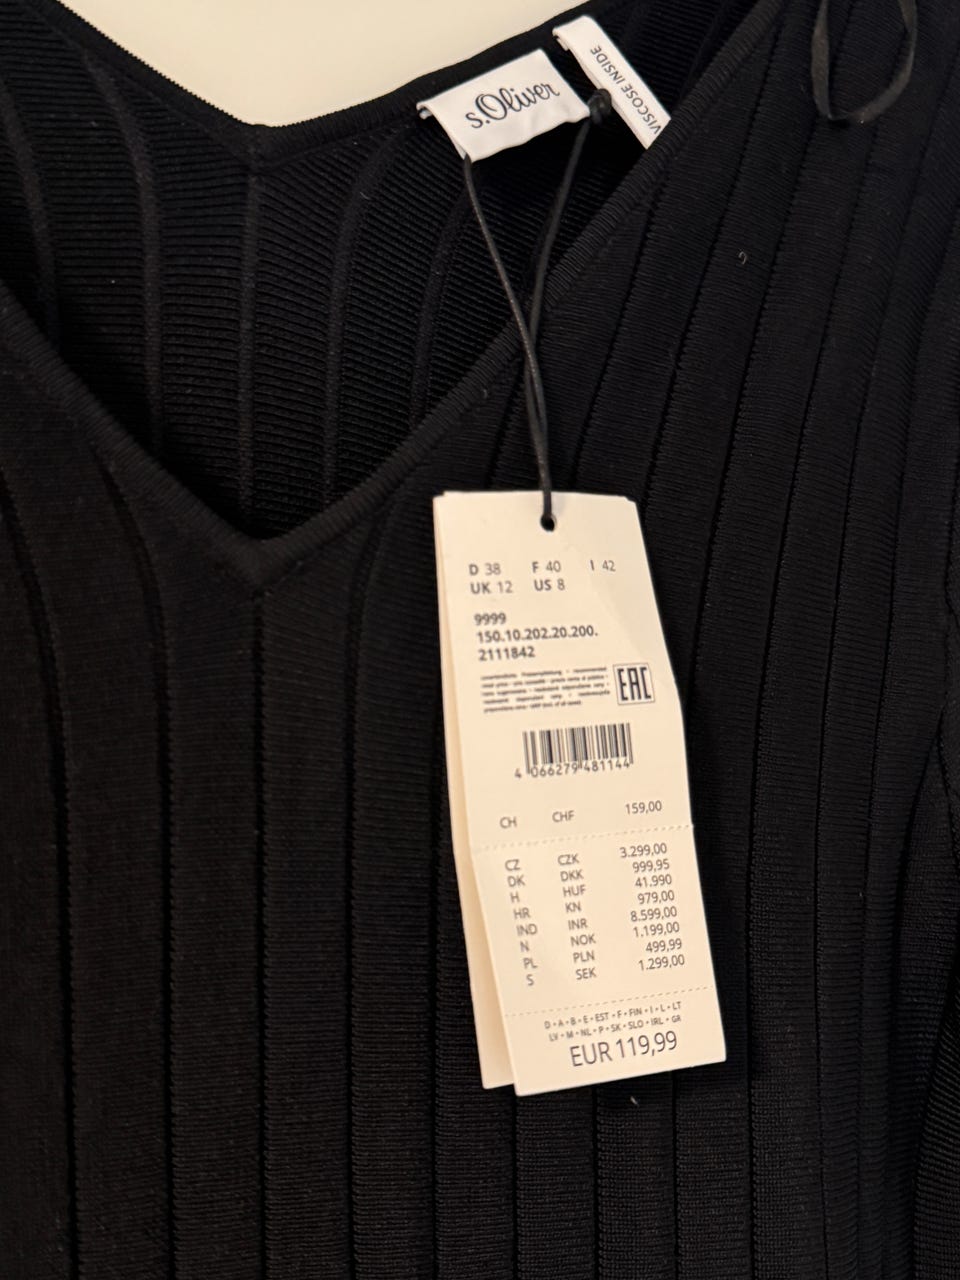 s.Oliver
VISCOSE INSIDE
D 38 F 40 I 42
UK 12 US 8
9999
150.10.202.20.200.
2111842
EAC
4 066279 481144
CH CHF 159,00
CZ CZK 3.299,00
DK DKK 999,95
H HUF 41.990
HR KN 979,00
IND INR 8.599,00
N NOK 1.199,00
PL PLN 499,99
S SEK 1.299,00
D • A • B • E • EST • F • FIN • I • L • LT
LV • M • NL • P • SK • SLO • IRL • GR
EUR 119,99